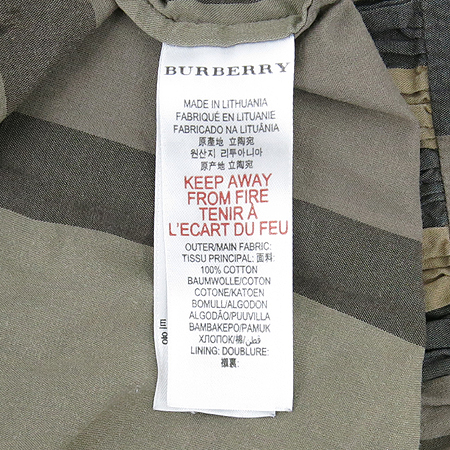 BURBERRY
MADE IN LITHUANIA
FABRIQUÉ EN LITUANIE
FABRICADO NA LITUÂNIA
原產地 立陶宛
원산지 리투아니아
原产地 立陶宛
KEEP AWAY
FROM FIRE
TENIR À
L'ECART DU FEU
OUTER/MAIN FABRIC:
TISSU PRINCIPAL: 面料:
100% COTTON
BAUMWOLLE/COTON
COTONE/KATOEN
BOMULL/ALGODON
ALGODÃO/PUUVILLA
BAMBAKEPO/PAMUK
ХЛОПОК/棉/قطن
LINING: DOUBLURE: